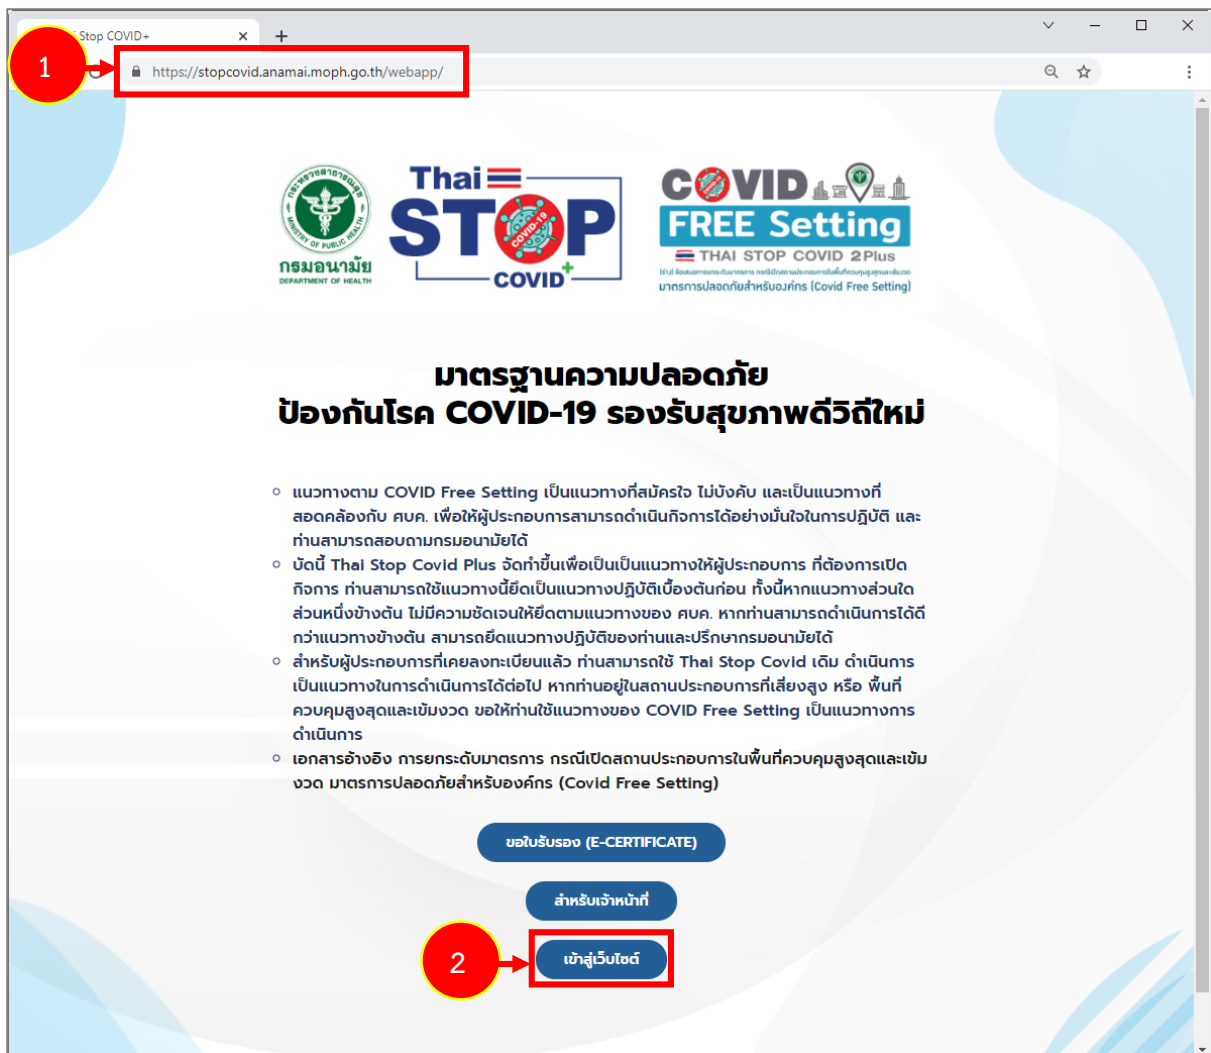 Stop COVID+
1
https://stopcovid.anamai.moph.go.th/webapp/
กระทรวงสาธารณสุข
MINISTRY OF PUBLIC HEALTH
กรมอนามัย
DEPARTMENT OF HEALTH
Thai
STOP
COVID-19
COVID+
COVID
FREE Setting
THAI STOP COVID 2Plus
มาตรการปลอดภัยสำหรับองค์กร (Covid Free Setting)
มาตรฐานความปลอดภัย
ป้องกันโรค COVID-19 รองรับสุขภาพดีวิถีใหม่
แนวทางตาม COVID Free Setting เป็นแนวทางที่สมัครใจ ไม่บังคับ และเป็นแนวทางที่
สอดคล้องกับ ศบค. เพื่อให้ผู้ประกอบการสามารถดำเนินกิจการได้อย่างมั่นใจในการปฏิบัติ และ
ท่านสามารถสอบถามกรมอนามัยได้
บัดนี้ Thai Stop Covid Plus จัดทำขึ้นเพื่อเป็นเป็นแนวทางให้ผู้ประกอบการ ที่ต้องการเปิด
กิจการ ท่านสามารถใช้แนวทางนี้ยึดเป็นแนวทางปฏิบัติเบื้องต้นก่อน ทั้งนี้หากแนวทางส่วนใด
ส่วนหนึ่งข้างต้น ไม่มีความชัดเจนให้ยึดตามแนวทางของ ศบค. หากท่านสามารถดำเนินการได้ดี
กว่าแนวทางข้างต้น สามารถยึดแนวทางปฏิบัติของท่านและปรึกษากรมอนามัยได้
สำหรับผู้ประกอบการที่เคยลงทะเบียนแล้ว ท่านสามารถใช้ Thai Stop Covid เดิม ดำเนินการ
เป็นแนวทางในการดำเนินการได้ต่อไป หากท่านอยู่ในสถานประกอบการที่เสี่ยงสูง หรือ พื้นที่
ควบคุมสูงสุดและเข้มงวด ขอให้ท่านใช้แนวทางของ COVID Free Setting เป็นแนวทางการ
ดำเนินการ
เอกสารอ้างอิง การยกระดับมาตรการ กรณีเปิดสถานประกอบการในพื้นที่ควบคุมสูงสุดและเข้ม
งวด มาตรการปลอดภัยสำหรับองค์กร (Covid Free Setting)
ขอใบรับรอง (E-CERTIFICATE)
สำหรับเจ้าหน้าที่
2
เข้าสู่เว็บไซต์